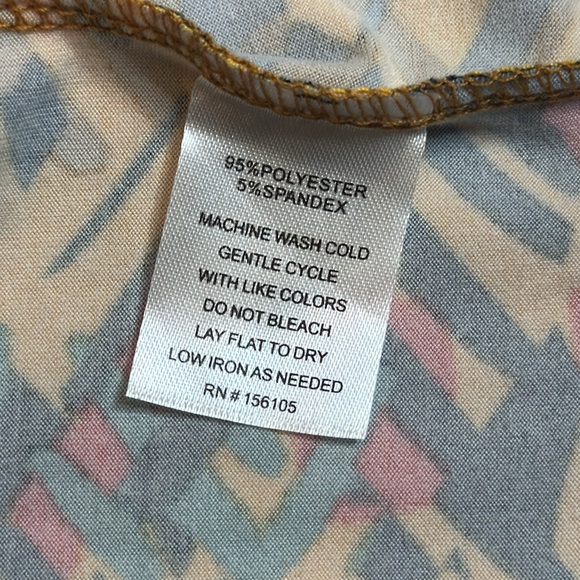 95%POLYESTER
5%SPANDEX
MACHINE WASH COLD
GENTLE CYCLE
WITH LIKE COLORS
DO NOT BLEACH
LAY FLAT TO DRY
LOW IRON AS NEEDED
RN # 156105